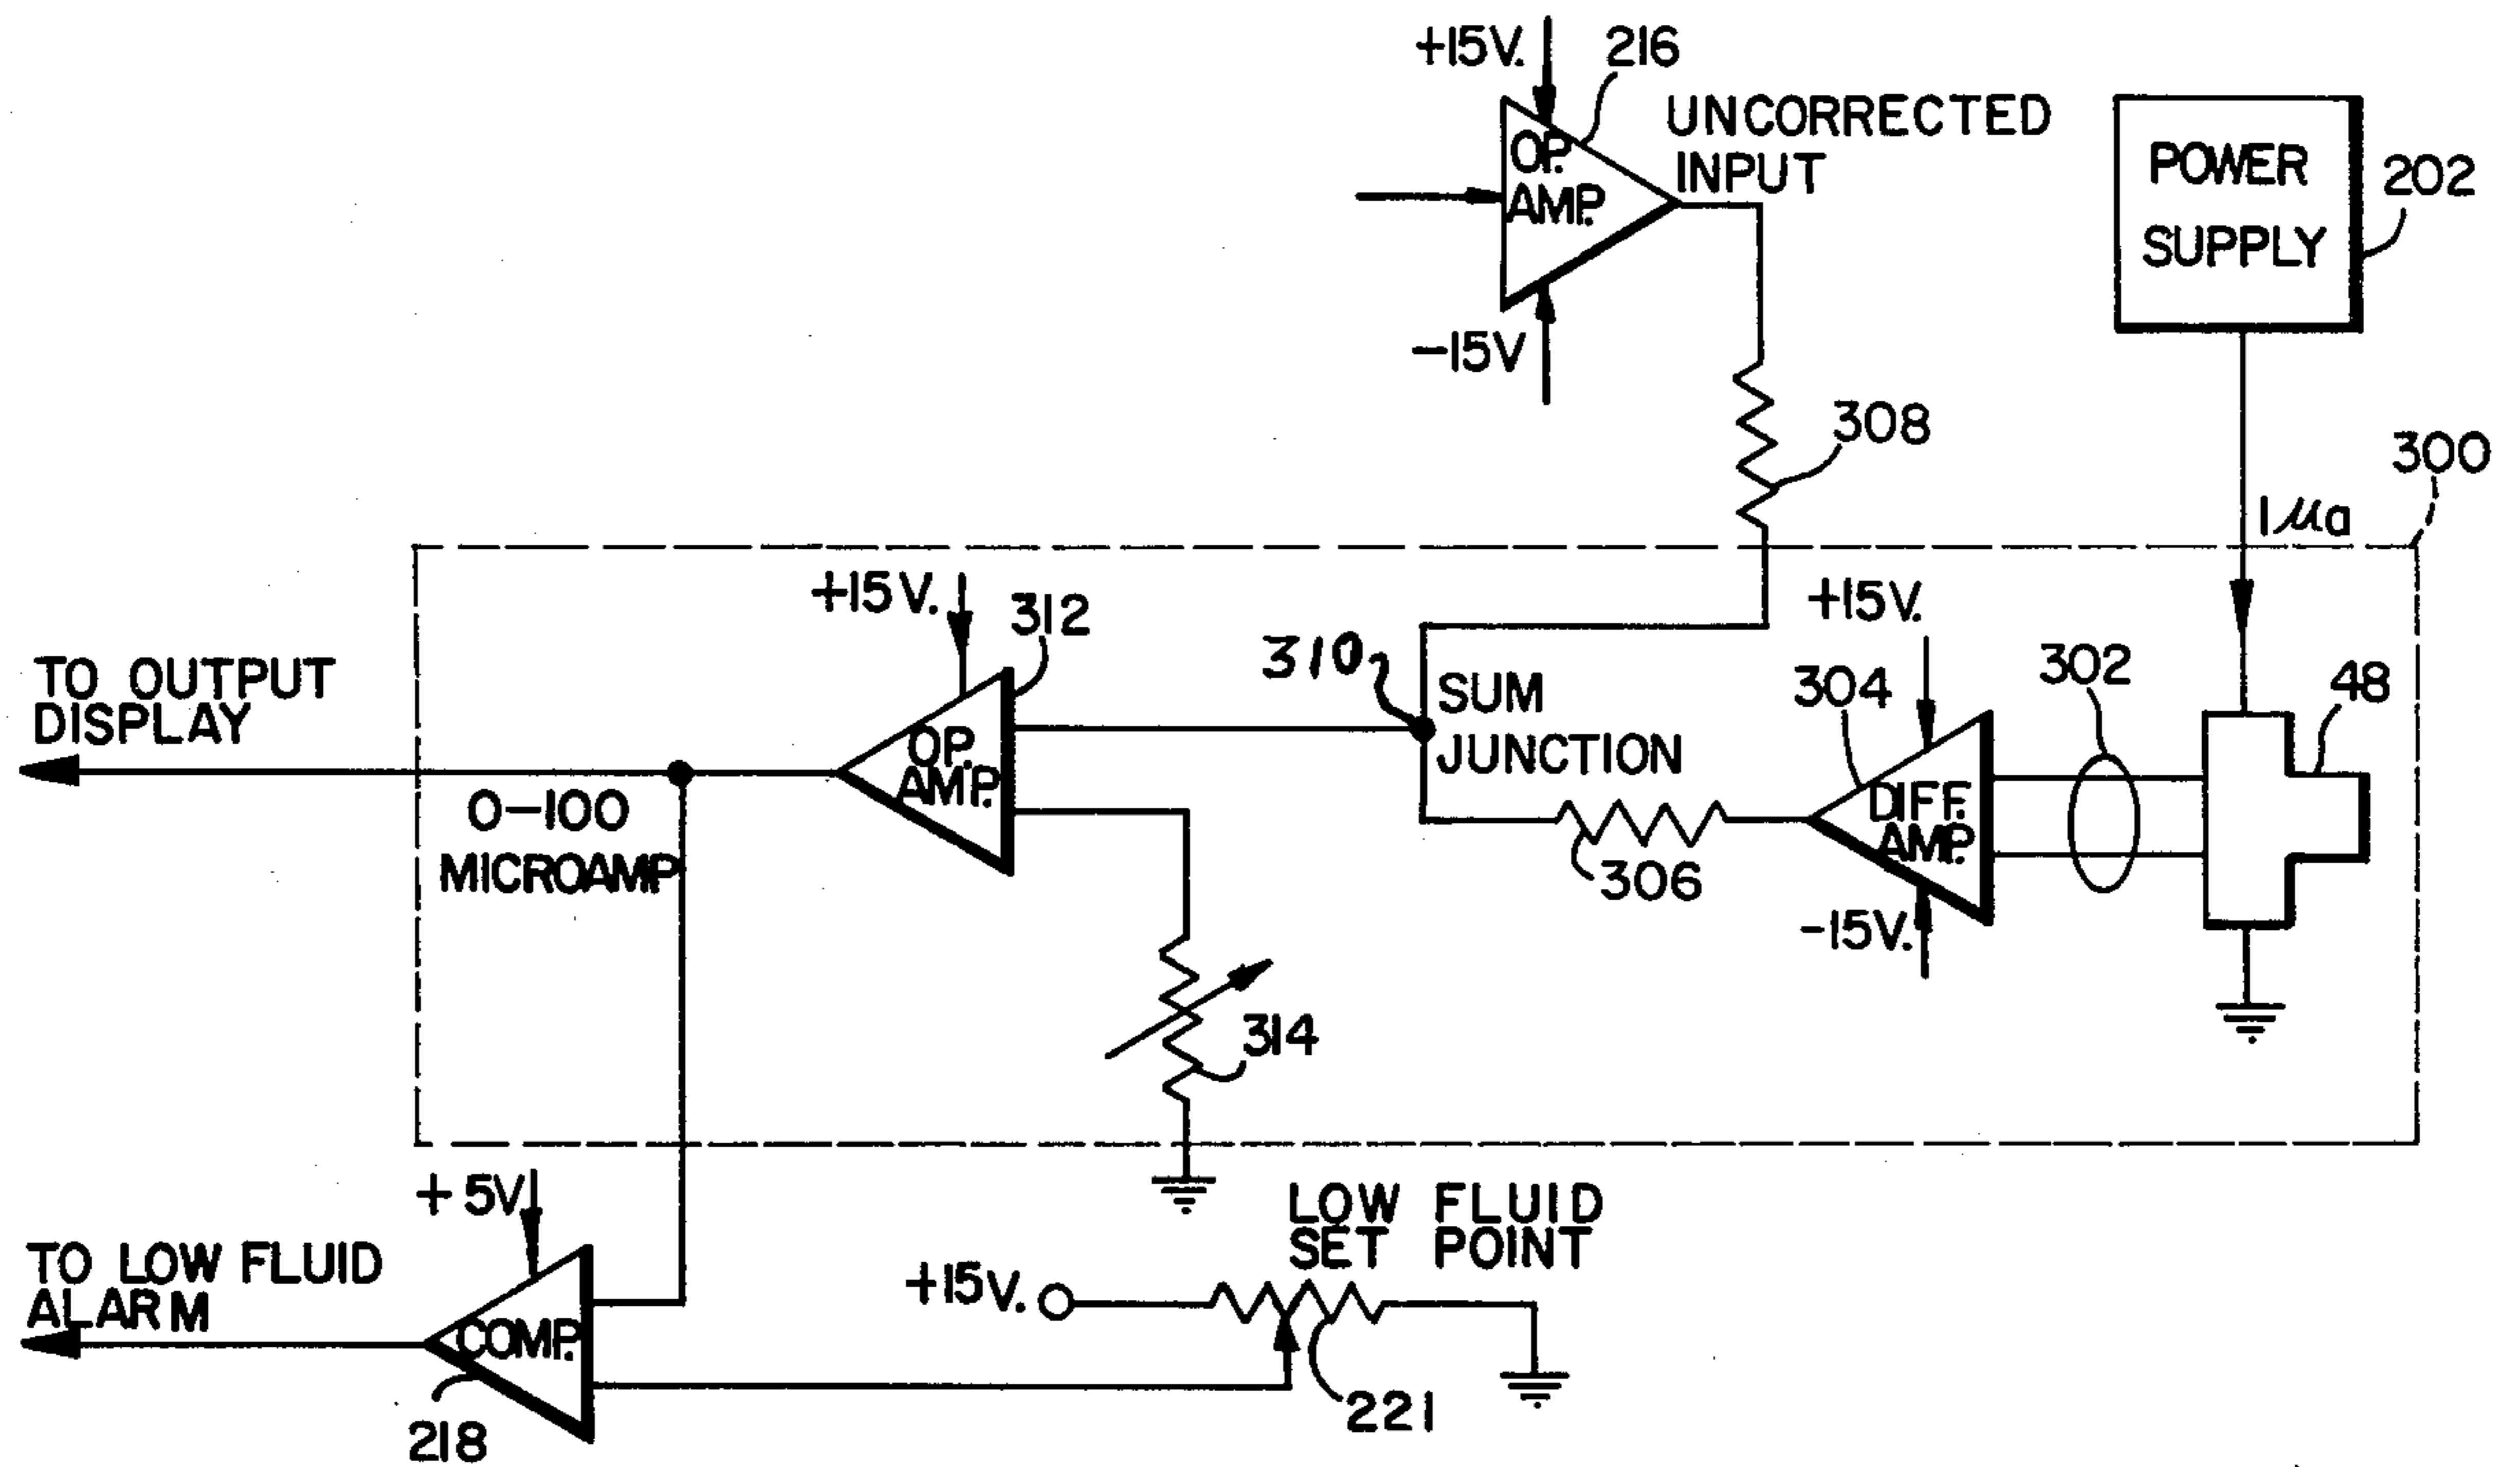 +15V.
216
UNCORRECTED
INPUT
OP.
AMP.
-15V
POWER
SUPPLY
202
308
300
1µa
+15V.
312
310
SUM
JUNCTION
+15V.
304
302
48
TO OUTPUT
DISPLAY
OP.
AMP.
0-100
MICROAMP
DIFF.
AMP.
306
-15V.
314
+5V
LOW FLUID
SET POINT
TO LOW FLUID
ALARM
+15V.
COMP.
221
218